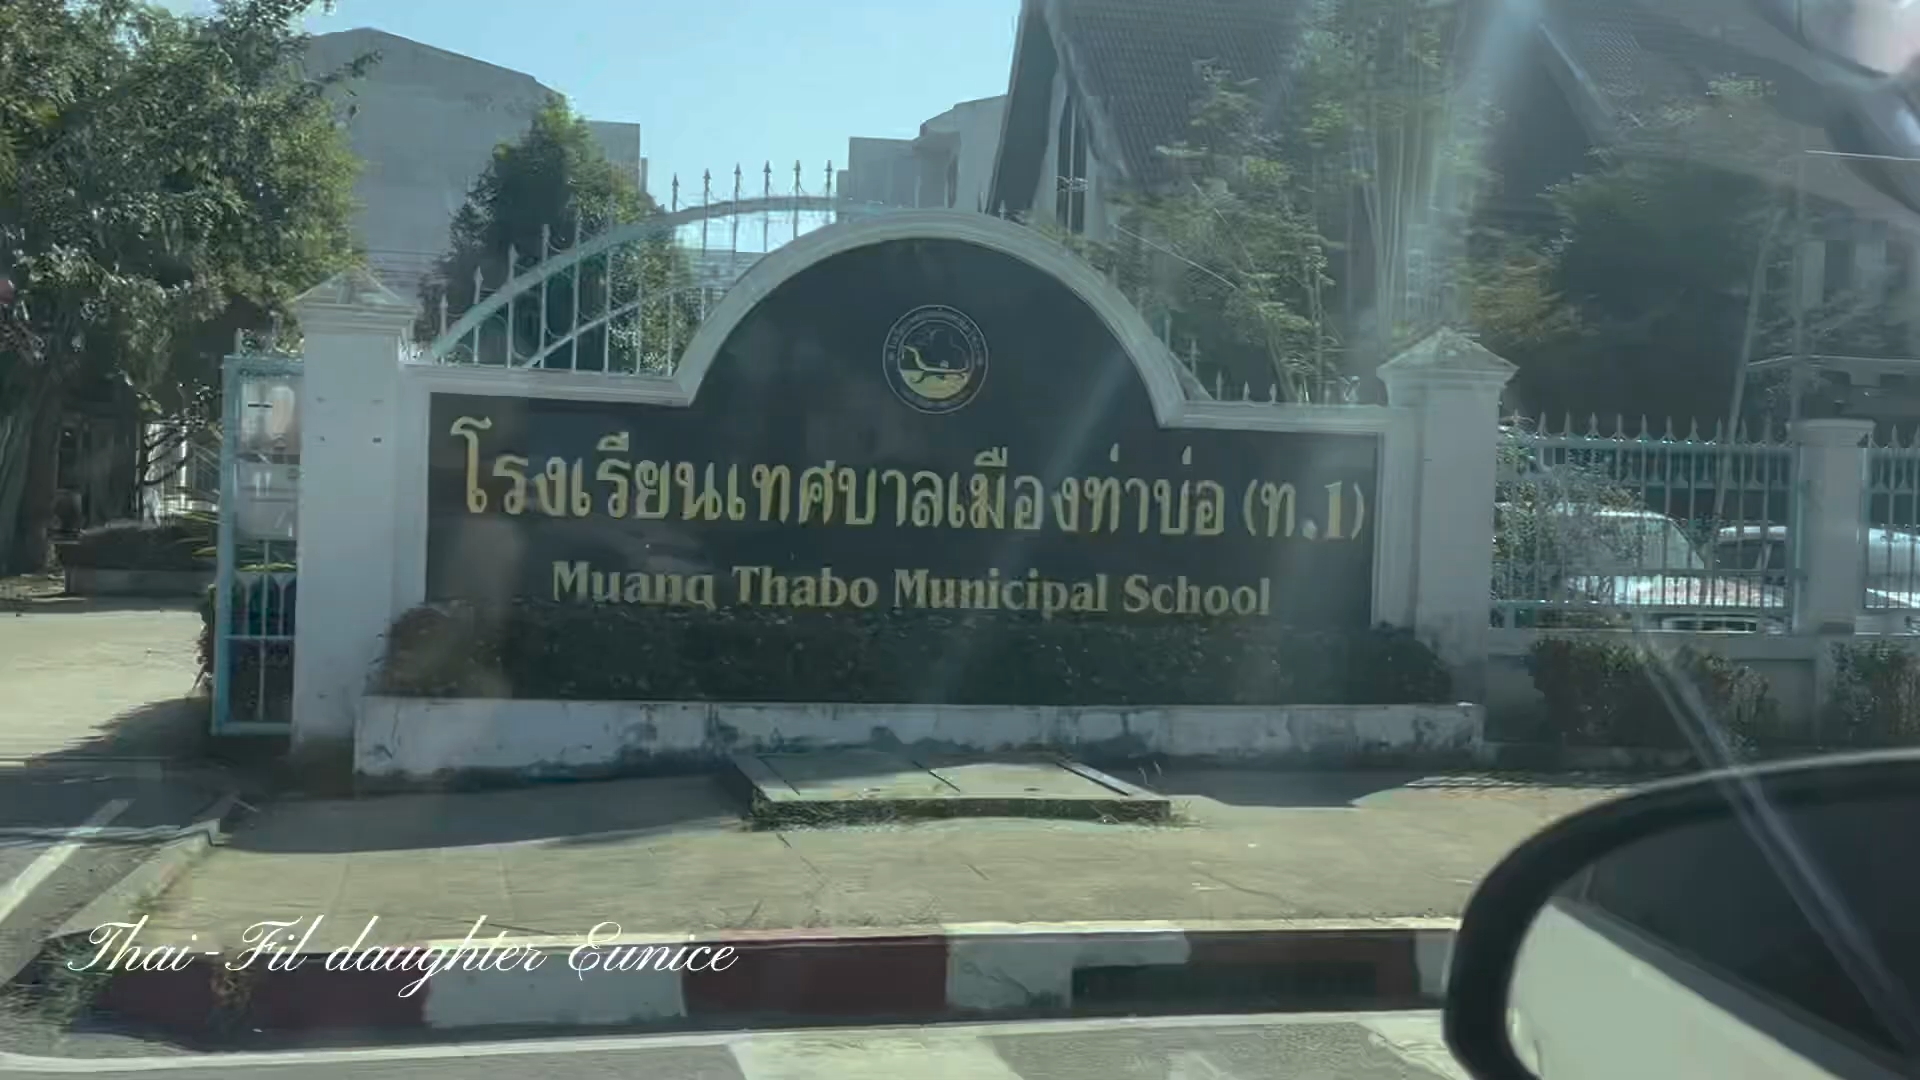 โรงเรียนเทศบาลเมืองท่าบ่อ (ท.1)
Muang Thabo Municipal School
Thai-Fil daughter Eunice